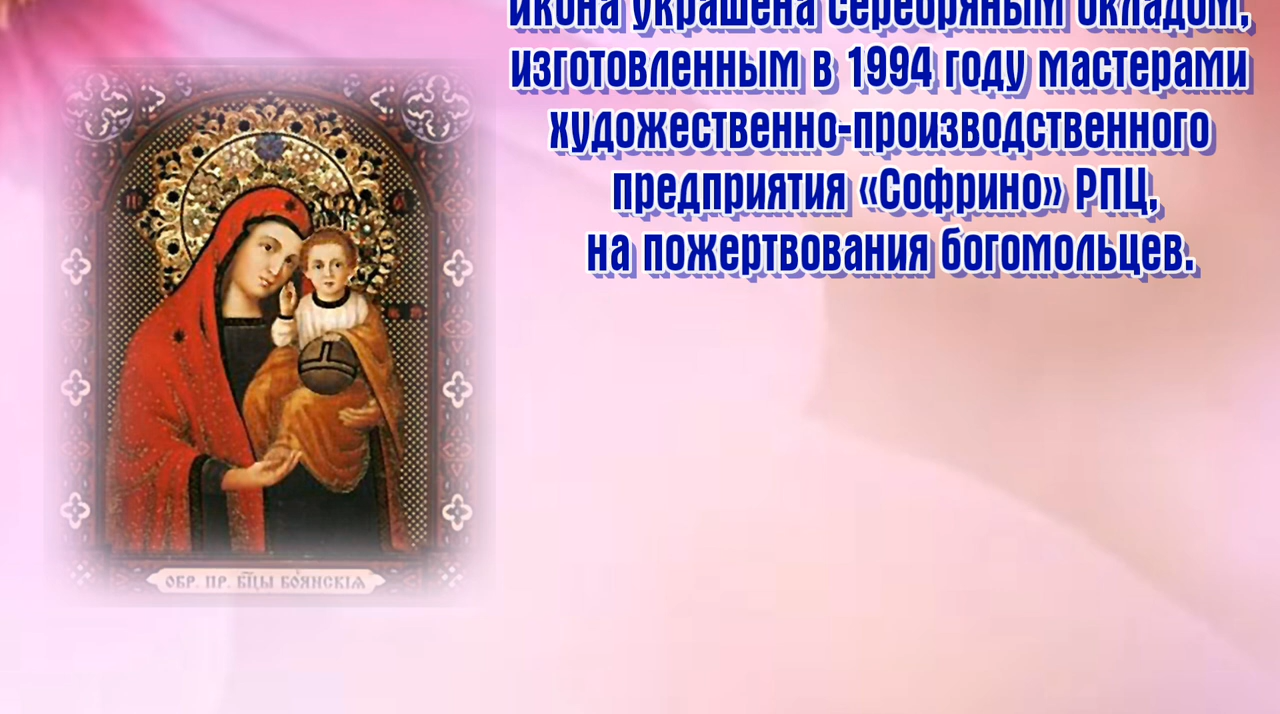 икона украшена серебряным окладом,
изготовленным в 1994 году мастерами
художественно-производственного
предприятия «Софрино» РПЦ,
на пожертвования богомольцев.
ОБР. ПР. БЦЫ БОЯНСКІѦ